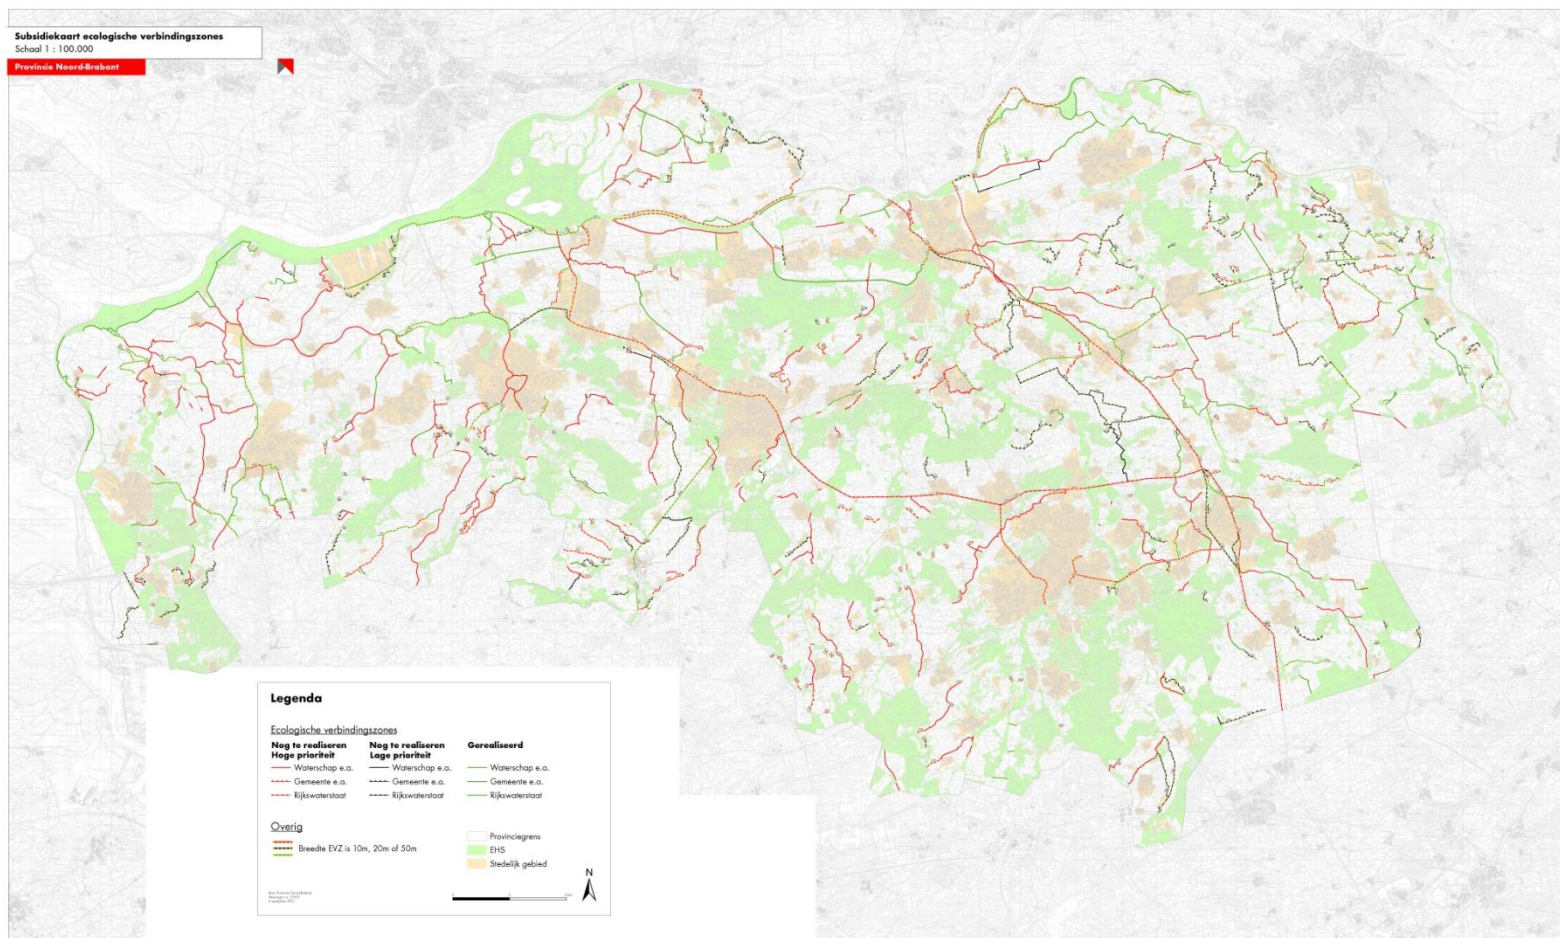 Subsidiekaart ecologische verbindingszones
Schaal 1 : 100.000
Provincie Noord-Brabant
Legenda
Ecologische verbindingszones
Nog te realiseren Nog te realiseren Gerealiseerd
Hoge prioriteit Lage prioriteit
Waterschap e.a. Waterschap e.a. Waterschap e.a.
Gemeente e.a. Gemeente e.a. Gemeente e.a.
Rijkswaterstaat Rijkswaterstaat Rijkswaterstaat
Overig
Breedte EVZ is 10m, 20m of 50m
Provinciegrens
EHS
Stedelijk gebied
N